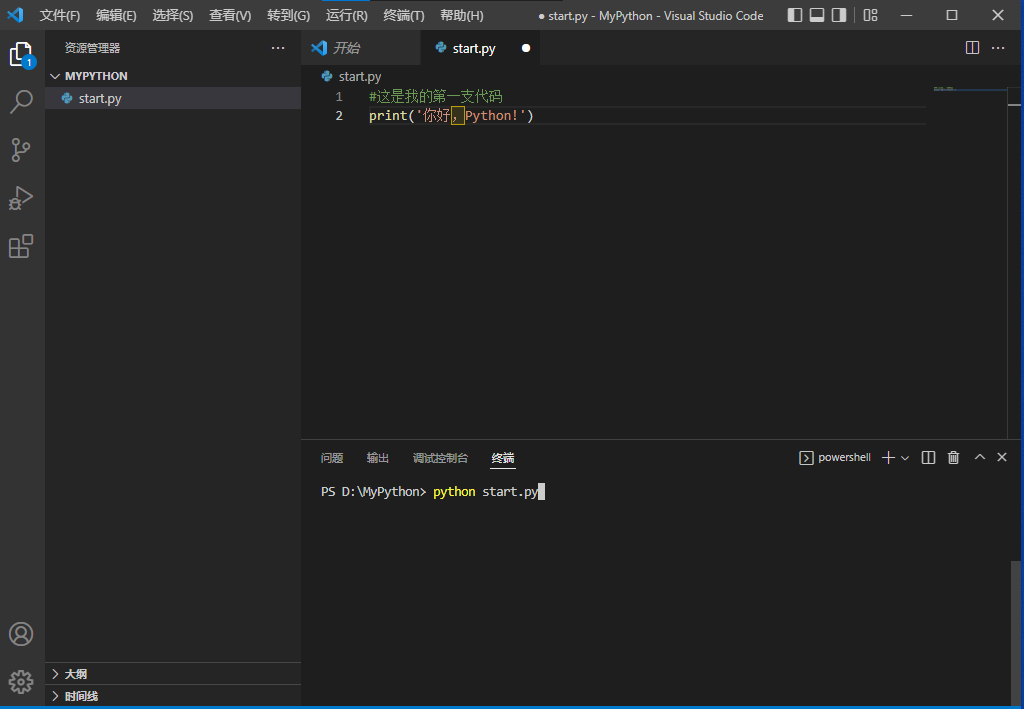 文件(F) 编辑(E) 选择(S) 查看(V) 转到(G) 运行(R) 终端(T) 帮助(H) ● start.py - MyPython - Visual Studio Code
资源管理器 ···
1
MYPYTHON
start.py
开始 start.py ●
start.py
1 #这是我的第一支代码
2 print('你好，Python!')
问题 输出 调试控制台 终端 powershell
PS D:\MyPython> python start.py
大纲
时间线